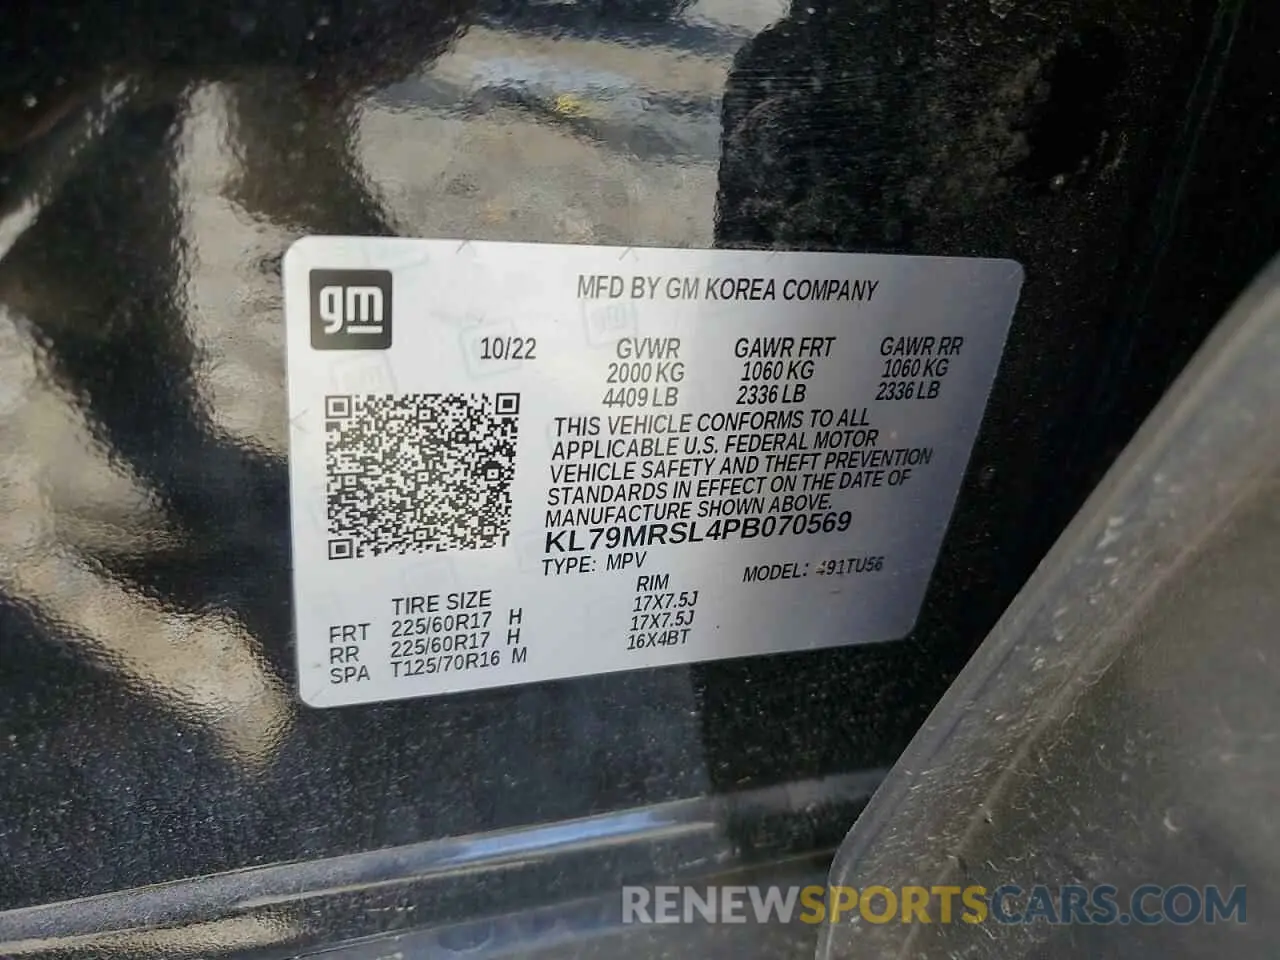 gm
MFD BY GM KOREA COMPANY
10/22 GVWR GAWR FRT GAWR RR
2000 KG 1060 KG 1060 KG
4409 LB 2336 LB 2336 LB
THIS VEHICLE CONFORMS TO ALL
APPLICABLE U.S. FEDERAL MOTOR
VEHICLE SAFETY AND THEFT PREVENTION
STANDARDS IN EFFECT ON THE DATE OF
MANUFACTURE SHOWN ABOVE.
KL79MRSL4PB070569
TYPE: MPV MODEL: 491TU56
TIRE SIZE RIM
FRT 225/60R17 H 17X7.5J
RR 225/60R17 H 17X7.5J
SPA T125/70R16 M 16X4BT
RENEWSPORTSCARS.COM